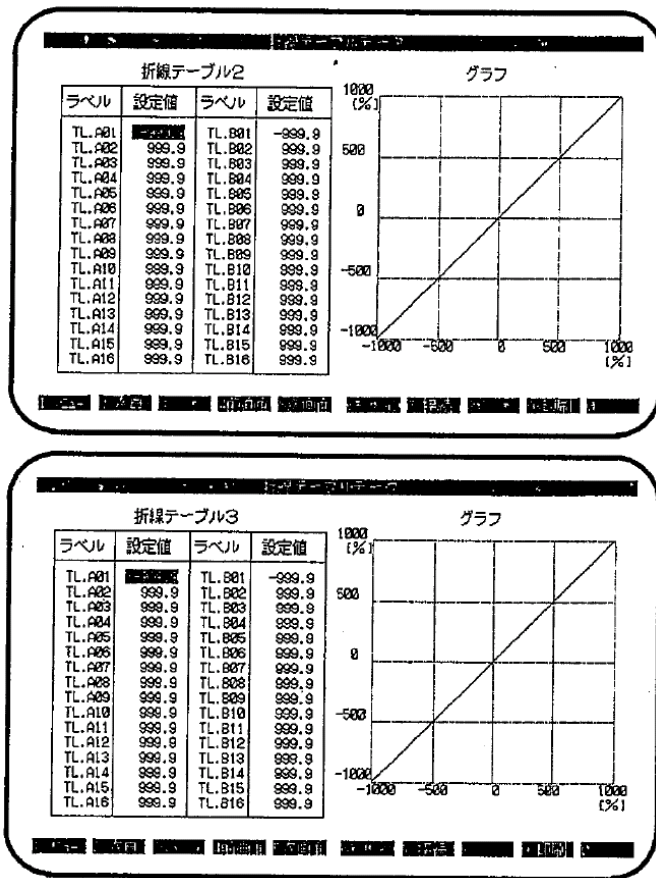 折線テーブル2
グラフ
ラベル 設定値 ラベル 設定値
TL.A01 TL.B01 -999.9
TL.A02 999.9 TL.B02 999.9
TL.A03 999.9 TL.B03 999.9
TL.A04 999.9 TL.B04 999.9
TL.A05 999.9 TL.B05 999.9
TL.A06 999.9 TL.B06 999.9
TL.A07 999.9 TL.B07 999.9
TL.A08 999.9 TL.B08 999.9
TL.A09 999.9 TL.B09 999.9
TL.A10 999.9 TL.B10 999.9
TL.A11 999.9 TL.B11 999.9
TL.A12 999.9 TL.B12 999.9
TL.A13 999.9 TL.B13 999.9
TL.A14 999.9 TL.B14 999.9
TL.A15 999.9 TL.B15 999.9
TL.A16 999.9 TL.B16 999.9
1000
[%]
500
0
-500
-1000
-1000 -500 0 500 1000
[%]
折線テーブル3
グラフ
ラベル 設定値 ラベル 設定値
TL.A01 TL.B01 -999.9
TL.A02 999.9 TL.B02 999.9
TL.A03 999.9 TL.B03 999.9
TL.A04 999.9 TL.B04 999.9
TL.A05 999.9 TL.B05 999.9
TL.A06 999.9 TL.B06 999.9
TL.A07 999.9 TL.B07 999.9
TL.A08 999.9 TL.B08 999.9
TL.A09 999.9 TL.B09 999.9
TL.A10 999.9 TL.B10 999.9
TL.A11 999.9 TL.B11 999.9
TL.A12 999.9 TL.B12 999.9
TL.A13 999.9 TL.B13 999.9
TL.A14 999.9 TL.B14 999.9
TL.A15 999.9 TL.B15 999.9
TL.A16 999.9 TL.B16 999.9
1000
[%]
500
0
-500
-1000
-1000 -500 0 500 1000
[%]